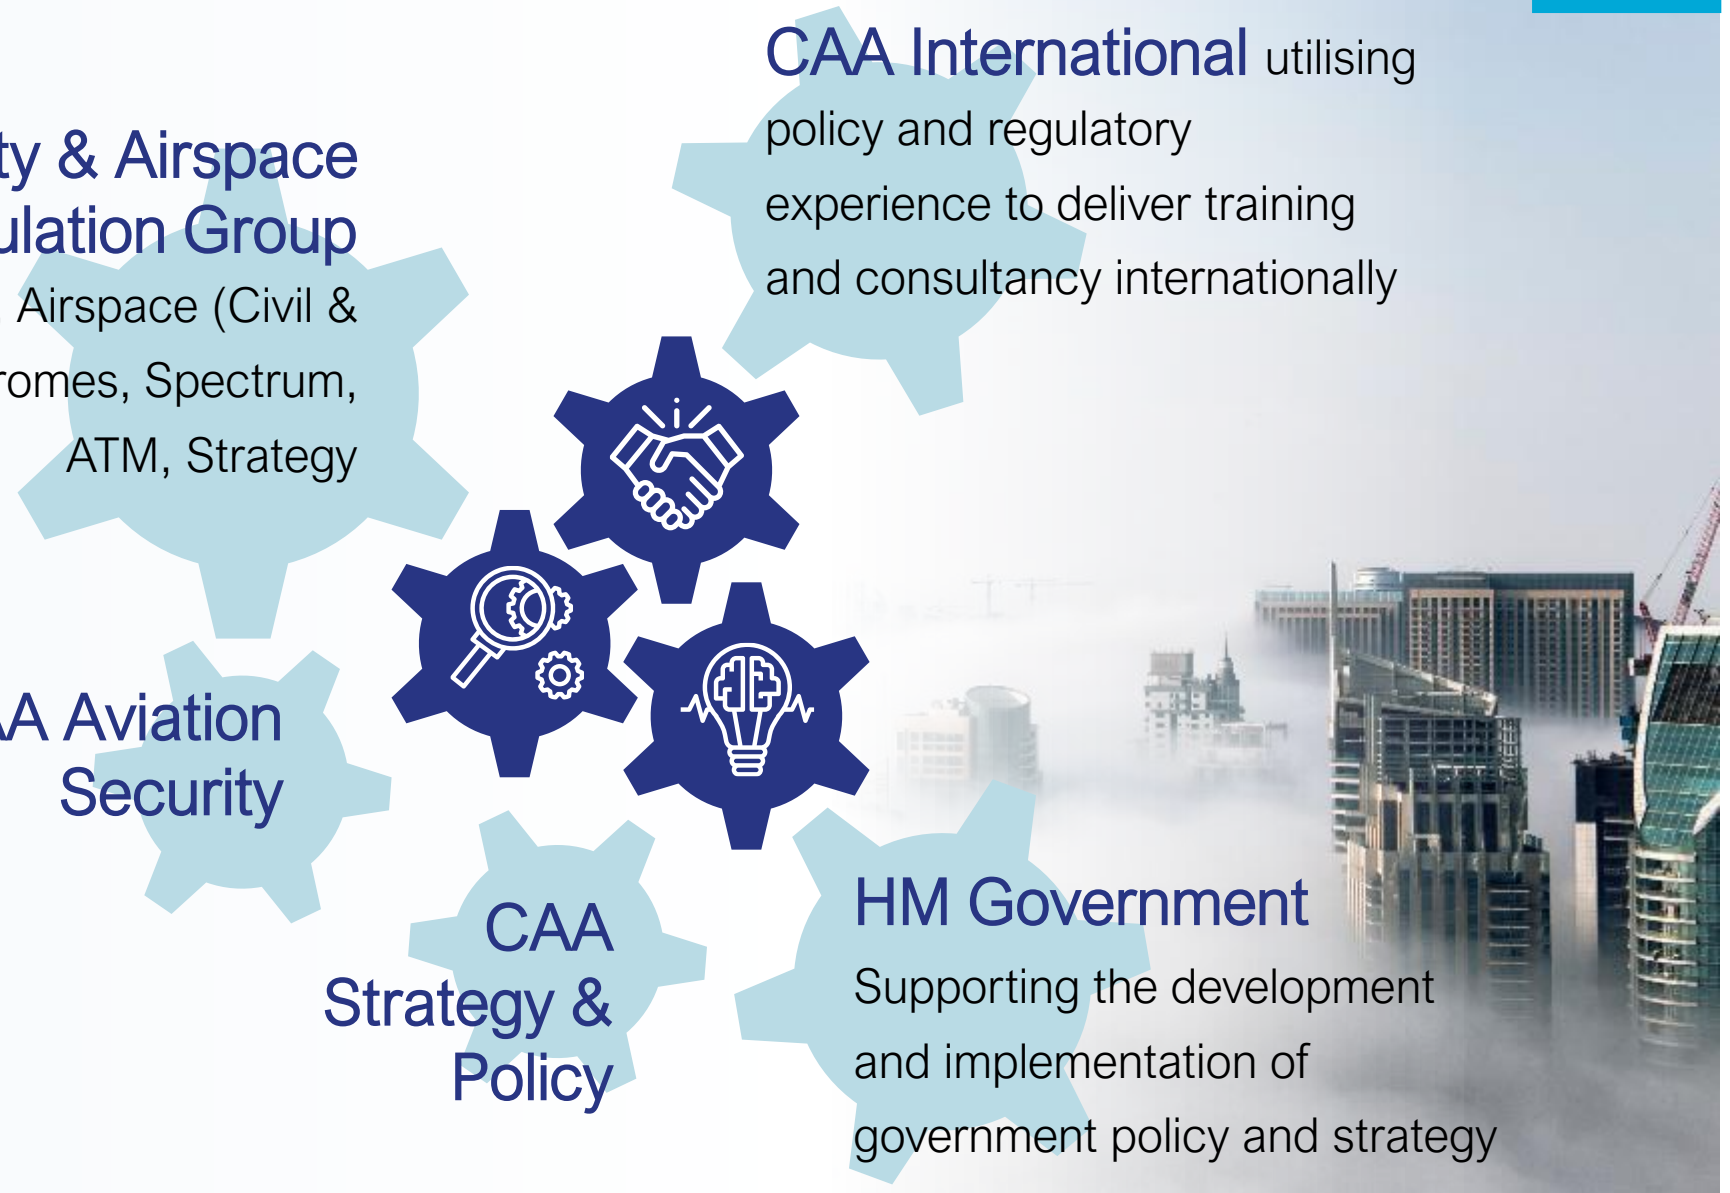 CAA International utilising
policy and regulatory
experience to deliver training
and consultancy internationally
ty & Airspace
ulation Group
Airspace (Civil &
romes, Spectrum,
ATM, Strategy
AA Aviation
Security
CAA
Strategy &
Policy
HM Government
Supporting the development
and implementation of
government policy and strategy